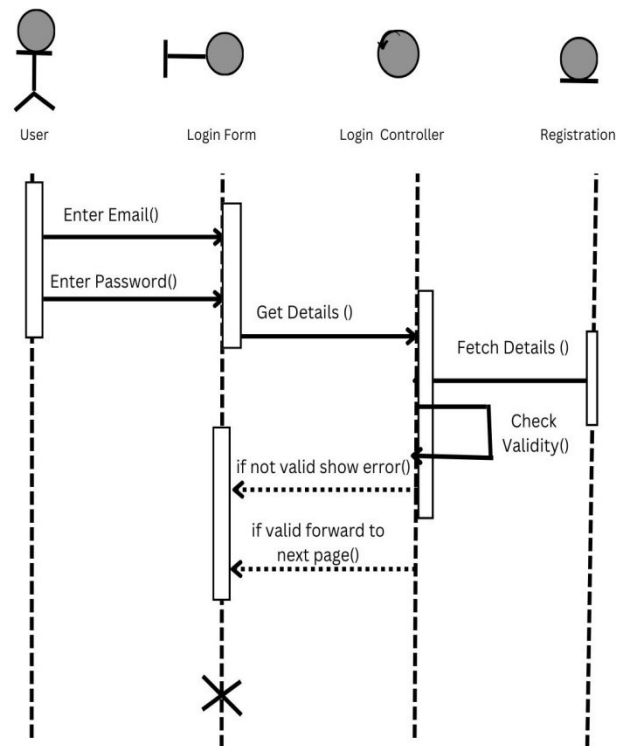 User
Login Form
Login Controller
Registration
Enter Email()
Enter Password()
Get Details ()
Fetch Details ()
Check
Validity()
if not valid show error()
if valid forward to
next page()